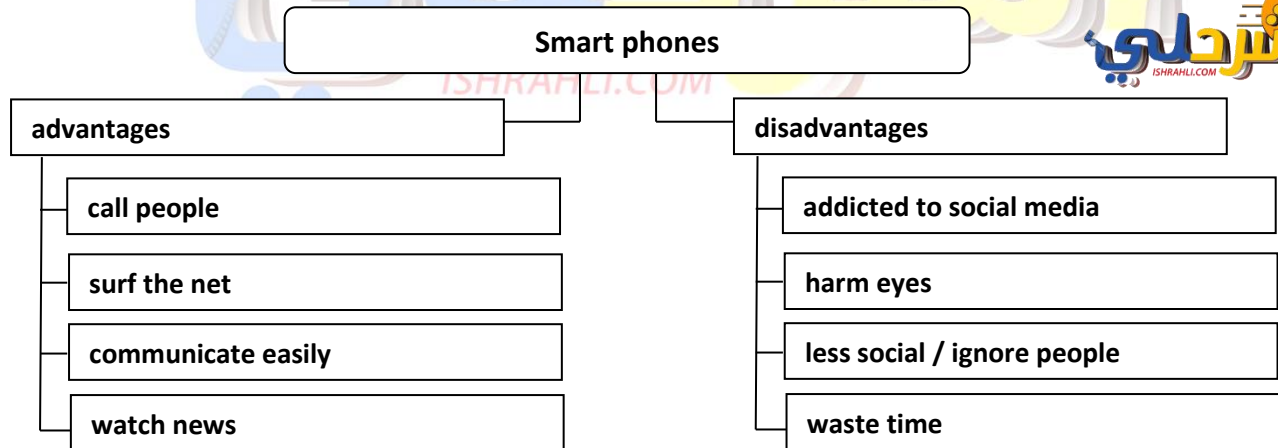 Smart phones
شرحلي
ISHRAHLI.COM
ISHRAHLI.COM
advantages
call people
surf the net
communicate easily
watch news
disadvantages
addicted to social media
harm eyes
less social / ignore people
waste time